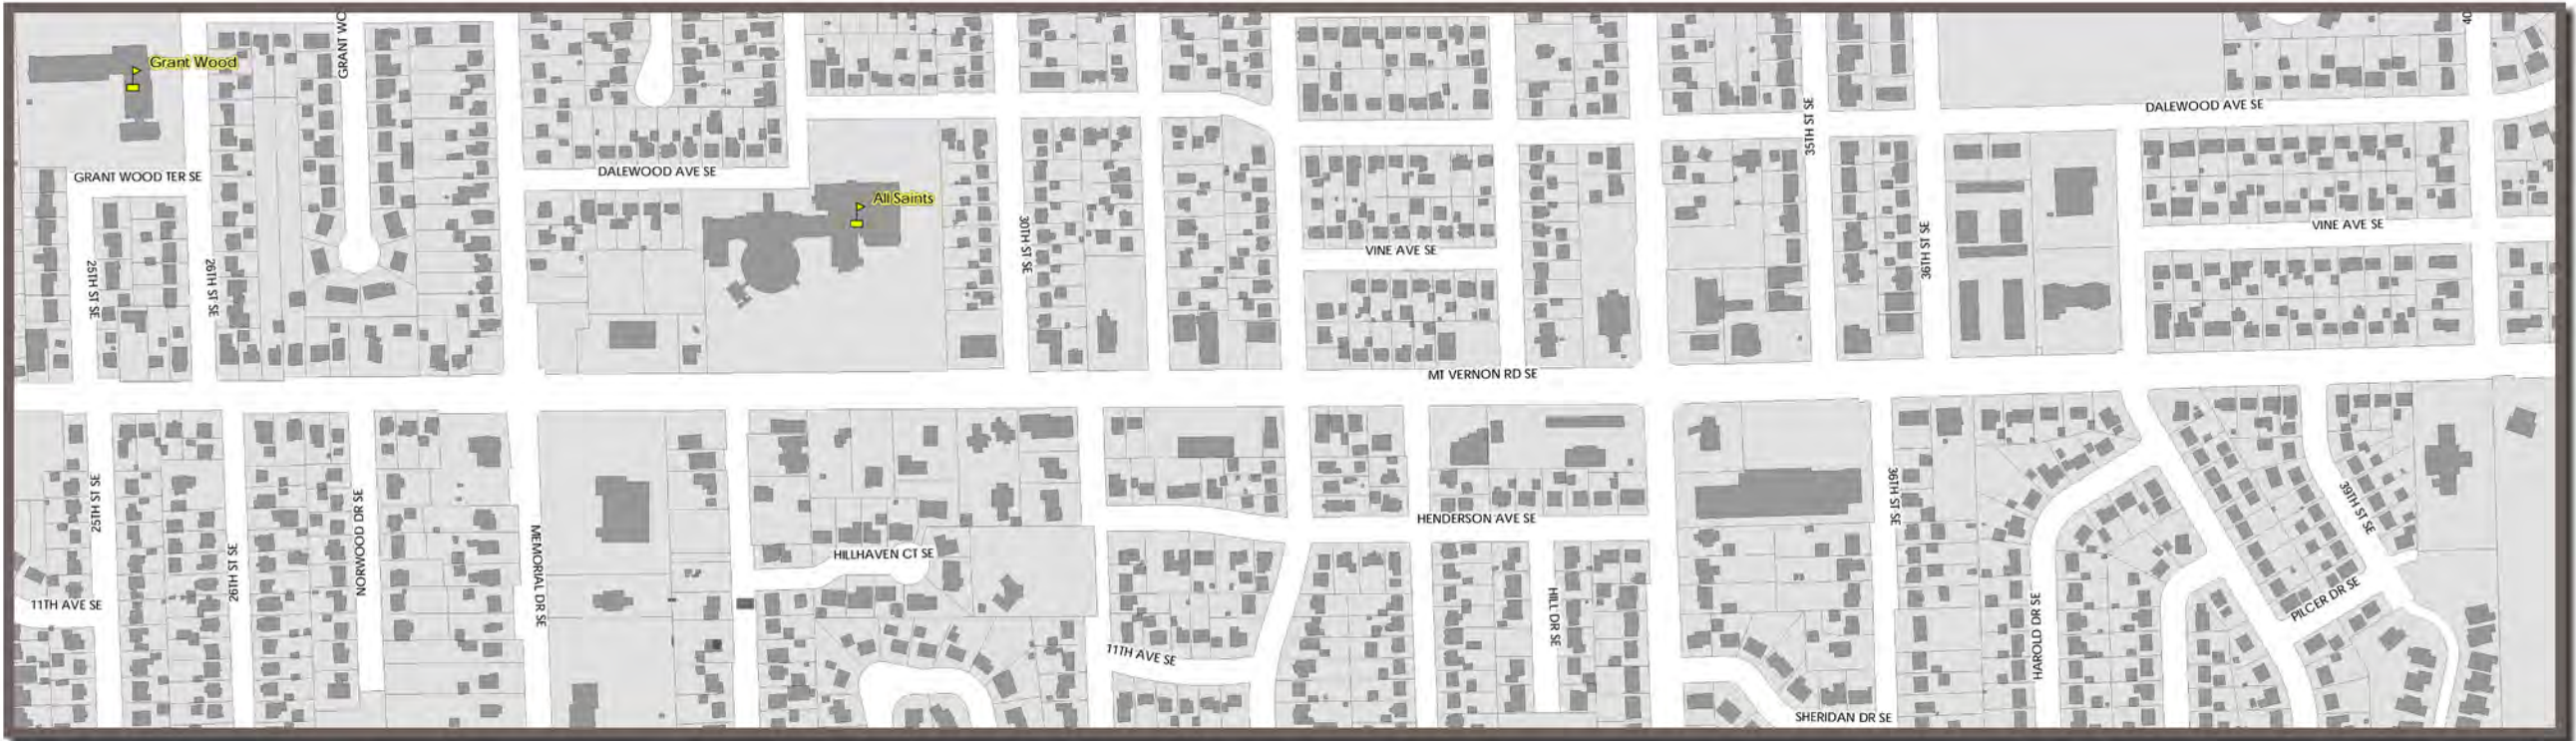 GRANT WO
40
Grant Wood
DALEWOOD AVE SE
35TH ST SE
GRANT WOOD TER SE
DALEWOOD AVE SE
All Saints
30TH ST SE
VINE AVE SE
VINE AVE SE
36TH ST SE
25TH ST SE
26TH ST SE
MT VERNON RD SE
25TH ST SE
NORWOOD DR SE
36TH ST SE
39TH ST SE
HENDERSON AVE SE
HILLHAVEN CT SE
26TH ST SE
MEMORIAL DR SE
11TH AVE SE
HILL DR SE
HAROLD DR SE
PILCER DR SE
11TH AVE SE
SHERIDAN DR SE